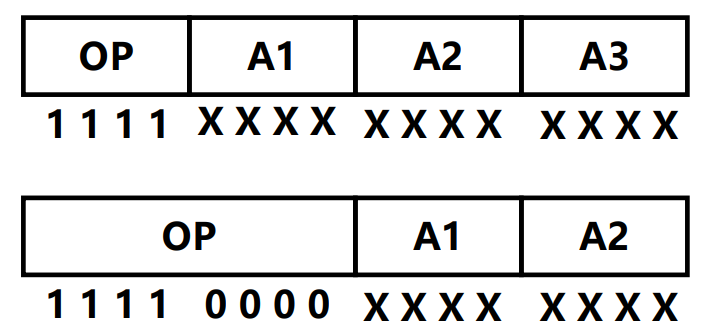 OP A1 A2 A3
1 1 1 1 X X X X X X X X X X X X
OP A1 A2
1 1 1 1 0 0 0 0 X X X X X X X X